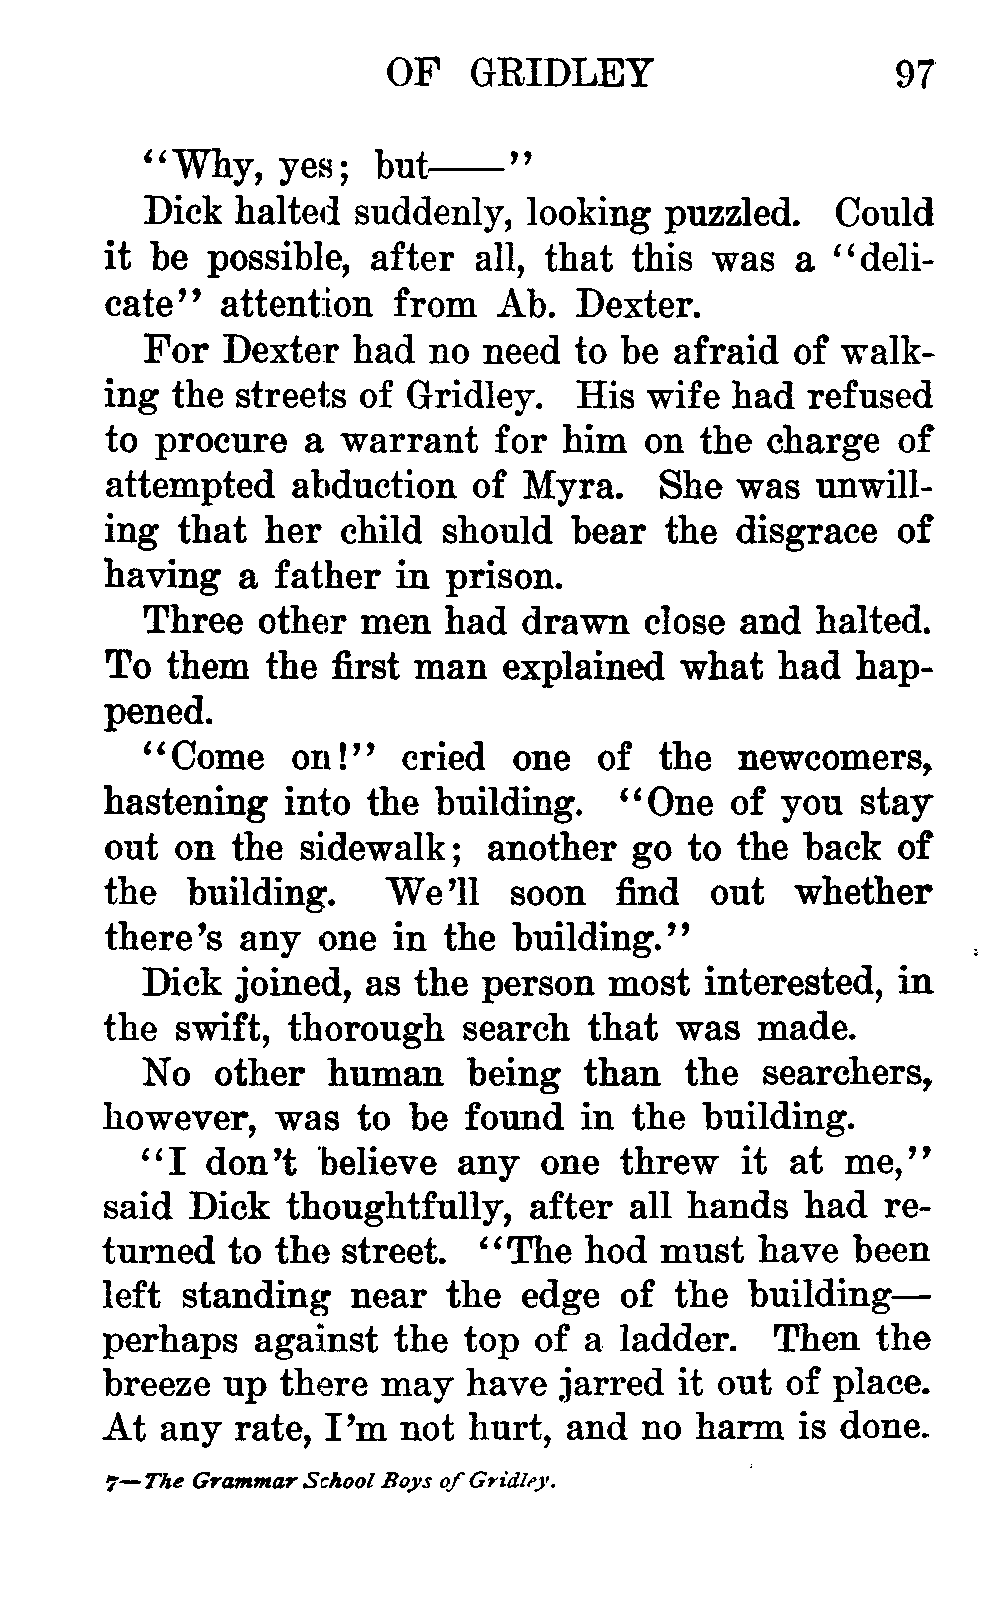 OF GRIDLEY 97
“Why, yes; but——”
Dick halted suddenly, looking puzzled. Could
it be possible, after all, that this was a “deli-
cate” attention from Ab. Dexter.
For Dexter had no need to be afraid of walk-
ing the streets of Gridley. His wife had refused
to procure a warrant for him on the charge of
attempted abduction of Myra. She was unwill-
ing that her child should bear the disgrace of
having a father in prison.
Three other men had drawn close and halted.
To them the first man explained what had hap-
pened.
“Come on!” cried one of the newcomers,
hastening into the building. “One of you stay
out on the sidewalk; another go to the back of
the building. We’ll soon find out whether
there’s any one in the building.”
Dick joined, as the person most interested, in
the swift, thorough search that was made.
No other human being than the searchers,
however, was to be found in the building.
“I don’t believe any one threw it at me,”
said Dick thoughtfully, after all hands had re-
turned to the street. “The hod must have been
left standing near the edge of the building—
perhaps against the top of a ladder. Then the
breeze up there may have jarred it out of place.
At any rate, I’m not hurt, and no harm is done.
7—The Grammar School Boys of Gridley.